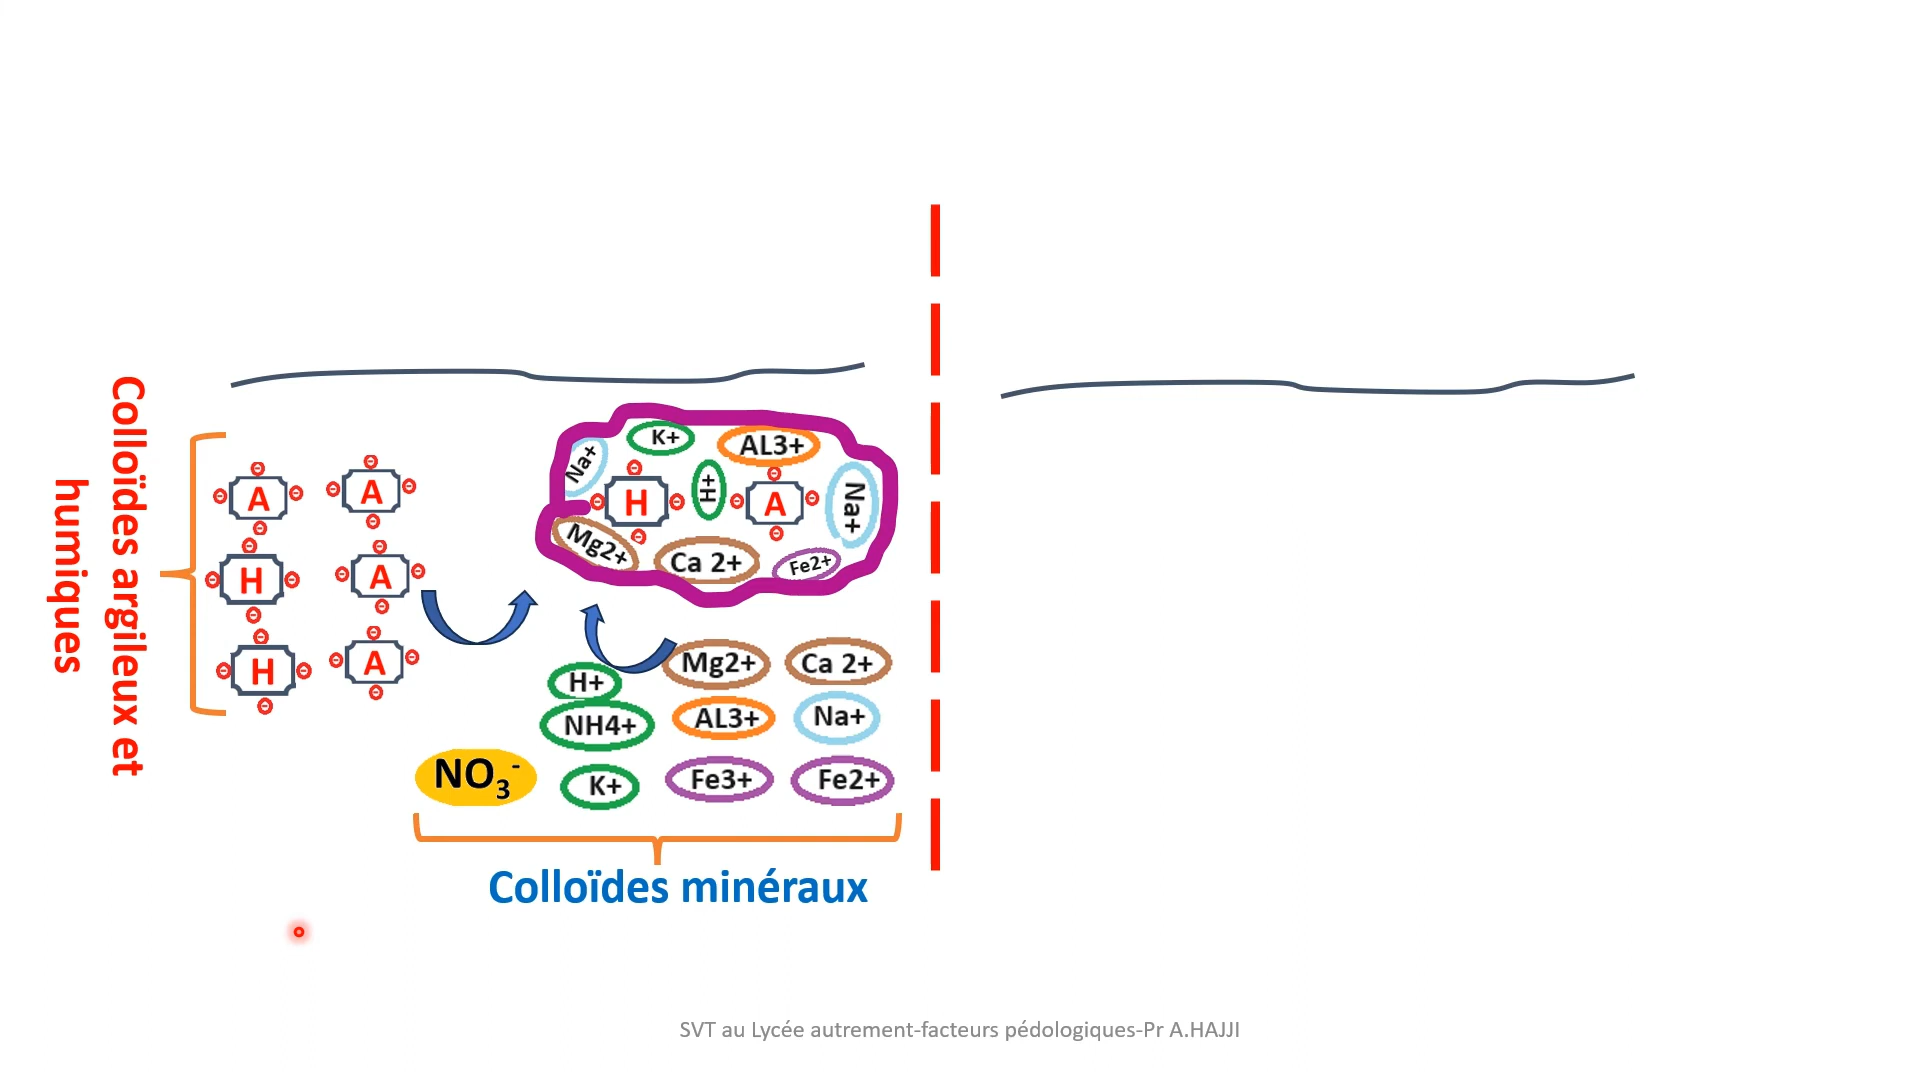 Colloïdes argileux et
humiques
A
A
H
A
H
A
K+
AL3+
Na+
H
H+
A
Na+
Mg2+
Ca 2+
Fe2+
H+
Mg2+
Ca 2+
NH4+
AL3+
Na+
NO3-
K+
Fe3+
Fe2+
Colloïdes minéraux
SVT au Lycée autrement-facteurs pédologiques-Pr A.HAJJI